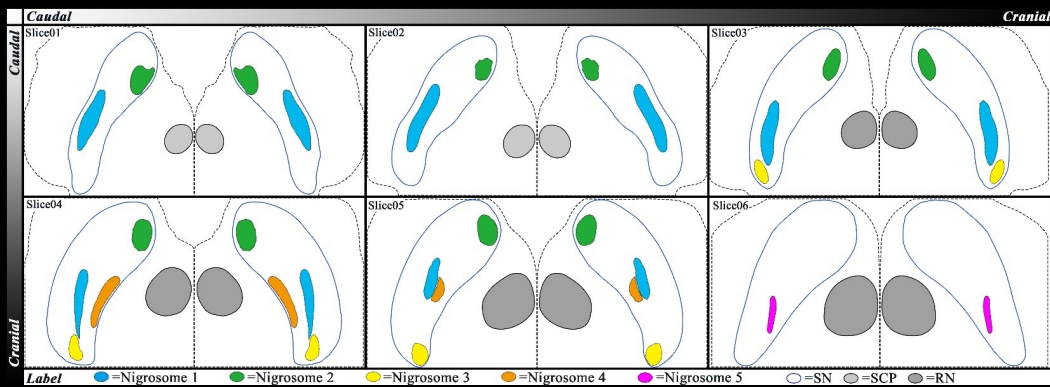 Caudal Cranial
Caudal
Slice01 Slice02 Slice03
Slice04 Slice05 Slice06
Cranial
Label =Nigrosome 1 =Nigrosome 2 =Nigrosome 3 =Nigrosome 4 =Nigrosome 5 =SN =SCP =RN